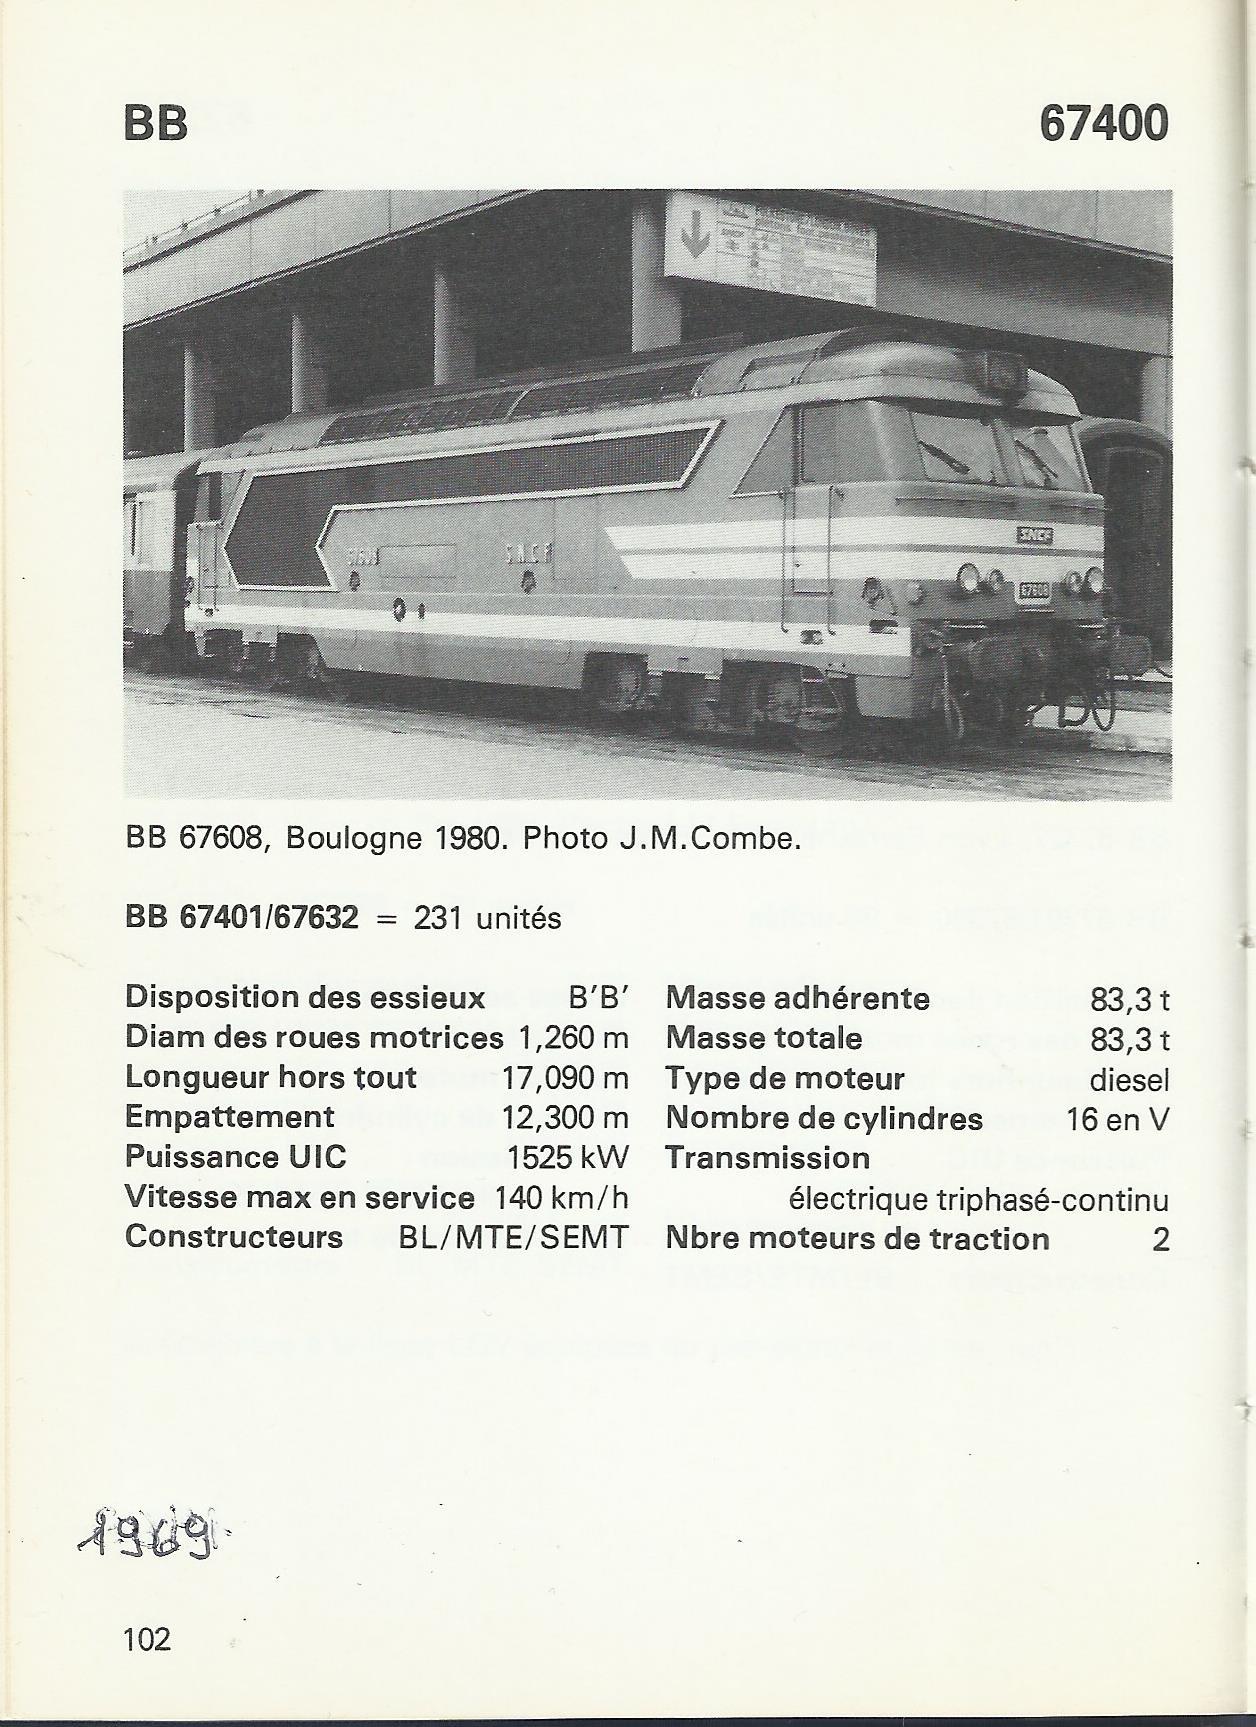 BB 67400
SNCF
SNCF
67608
BB 67608, Boulogne 1980. Photo J.M.Combe.
BB 67401/67632 = 231 unités
Disposition des essieux B'B'
Diam des roues motrices 1,260 m
Longueur hors tout 17,090 m
Empattement 12,300 m
Puissance UIC 1525 kW
Vitesse max en service 140 km/h
Constructeurs BL/MTE/SEMT
Masse adhérente 83,3 t
Masse totale 83,3 t
Type de moteur diesel
Nombre de cylindres 16 en V
Transmission
électrique triphasé-continu
Nbre moteurs de traction 2
1969.
102